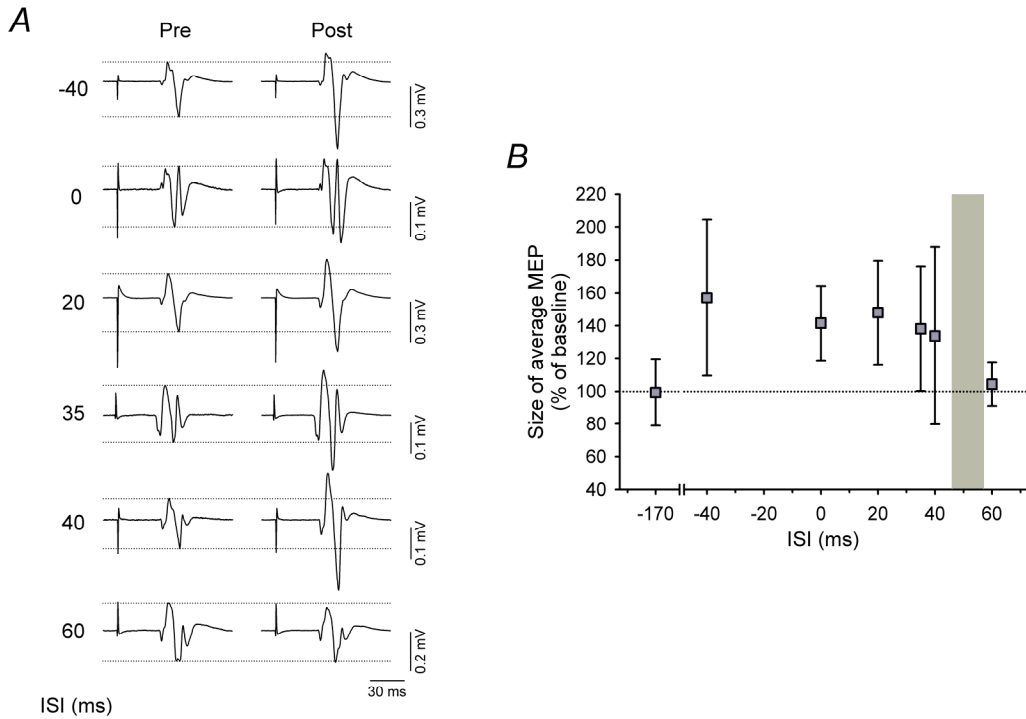 A
Pre Post
-40
0.3 mV
0
0.1 mV
20
0.3 mV
35
0.1 mV
40
0.1 mV
60
0.2 mV
30 ms
ISI (ms)
B
Size of average MEP
(% of baseline)
220
200
180
160
140
120
100
80
60
40
-170 -40 -20 0 20 40 60
ISI (ms)